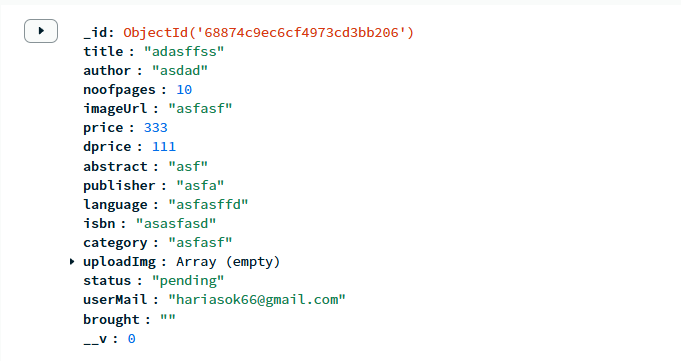 _id: ObjectId('68874c9ec6cf4973cd3bb206')
title : "adasffss"
author : "asdad"
noofpages : 10
imageUrl : "asfasf"
price : 333
dprice : 111
abstract : "asf"
publisher : "asfa"
language : "asfasffd"
isbn : "asasfasd"
category : "asfasf"
uploadImg : Array (empty)
status : "pending"
userMail : "hariasok66@gmail.com"
brought : ""
__v : 0